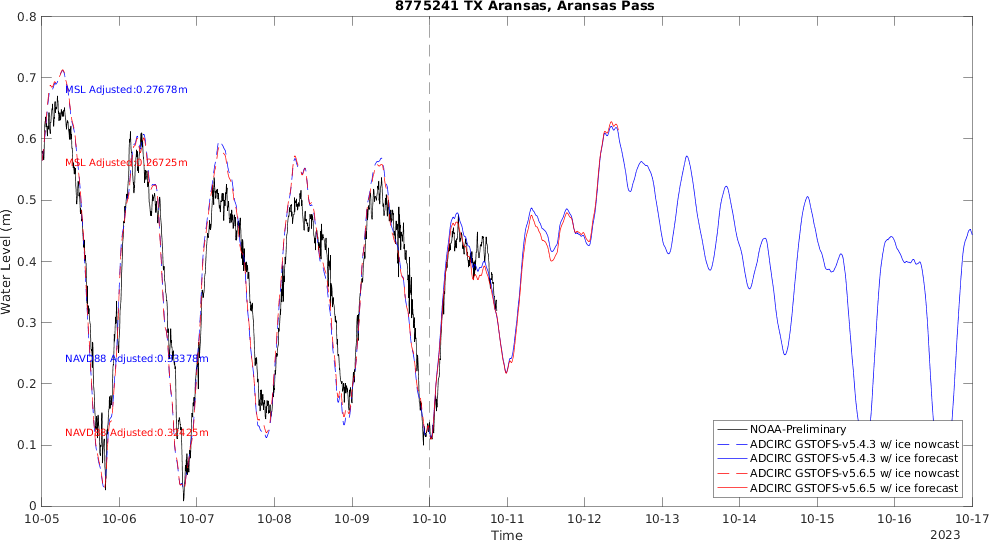 8775241 TX Aransas, Aransas Pass
0.8
0.7
0.6
0.5
0.4
0.3
0.2
0.1
0
Water Level (m)
MSL Adjusted:0.27678m
MSL Adjusted:0.26725m
NAVD88 Adjusted:0.33378m
NAVD88 Adjusted:0.32425m
NOAA-Preliminary
ADCIRC GSTOFS-v5.4.3 w/ ice nowcast
ADCIRC GSTOFS-v5.4.3 w/ ice forecast
ADCIRC GSTOFS-v5.6.5 w/ ice nowcast
ADCIRC GSTOFS-v5.6.5 w/ ice forecast
10-05 10-06 10-07 10-08 10-09 10-10 10-11 10-12 10-13 10-14 10-15 10-16 10-17
Time
2023